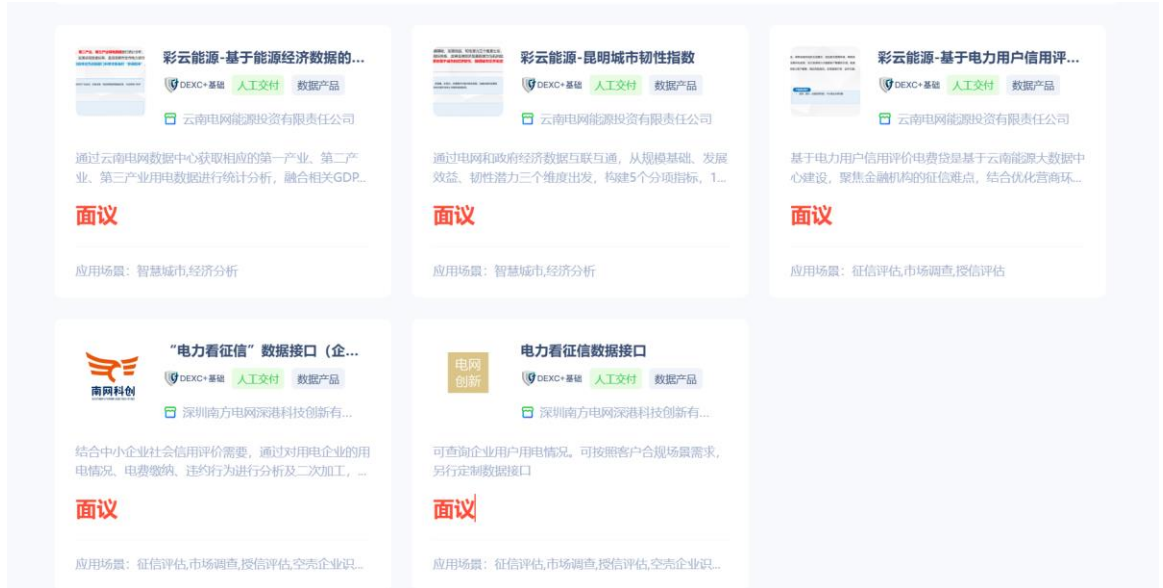 彩云能源-基于能源经济数据的...
DEXC+基础 人工交付 数据产品
云南电网能源投资有限责任公司
通过云南电网数据中心获取相应的第一产业、第二产
业、第三产业用电数据进行统计分析，融合相关GDP...
面议
应用场景：智慧城市,经济分析
彩云能源-昆明城市韧性指数
DEXC+基础 人工交付 数据产品
云南电网能源投资有限责任公司
通过电网和政府经济数据互联互通，从规模基础、发展
效益、韧性潜力三个维度出发，构建5个分项指标，1...
面议
应用场景：智慧城市,经济分析
彩云能源-基于电力用户信用评...
DEXC+基础 人工交付 数据产品
云南电网能源投资有限责任公司
基于电力用户信用评价电费贷是基于云南能源大数据中
心建设，聚焦金融机构的征信难点，结合优化营商环...
面议
应用场景：征信评估,市场调查,授信评估
南网科创
“电力看征信”数据接口（企...
DEXC+基础 人工交付 数据产品
深圳南方电网深港科技创新有...
结合中小企业社会信用评价需要，通过对用电企业的用
电情况、电费缴纳、违约行为进行分析及二次加工，...
面议
应用场景：征信评估,市场调查,授信评估,空壳企业识...
电网
创新
电力看征信数据接口
DEXC+基础 人工交付 数据产品
深圳南方电网深港科技创新有...
可查询企业用户用电情况。可按照客户合规场景需求，
另行定制数据接口
面议
应用场景：征信评估,市场调查,授信评估,空壳企业识...